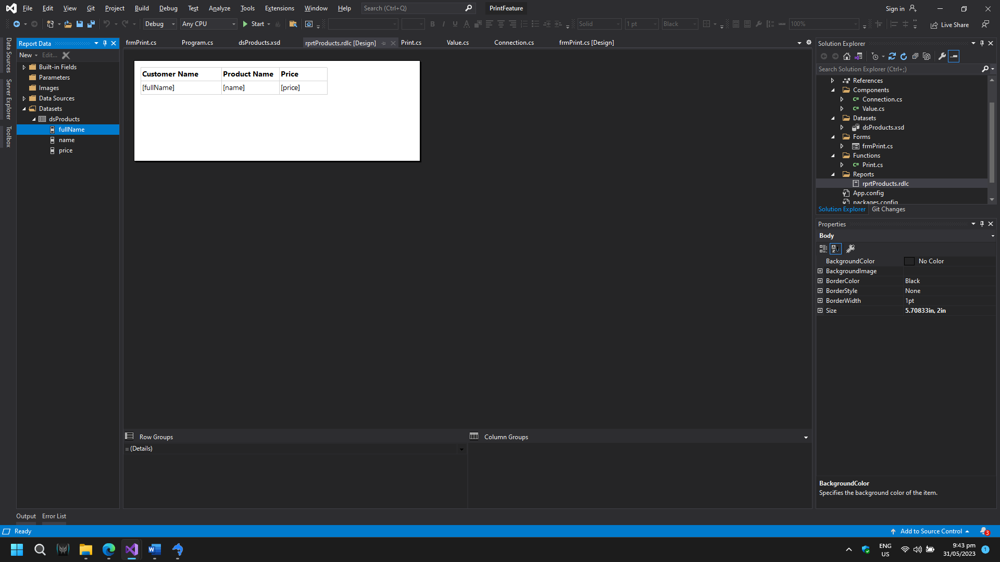 File Edit View Git Project Build Debug Test Analyze Tools Extensions Window Help Search (Ctrl+Q) PrintFeature Sign in
Debug Any CPU Start Solid 1 pt Black 100% Live Share
Data Sources
Server Explorer
Toolbox
Report Data
New Edit...
Built-in Fields
Parameters
Images
Data Sources
Datasets
dsProducts
fullName
name
price
frmPrint.cs Program.cs dsProducts.xsd rprtProducts.rdlc [Design] Print.cs Value.cs Connection.cs frmPrint.cs [Design]
Customer Name Product Name Price
[fullName] [name] [price]
Row Groups
(Details)
Column Groups
Solution Explorer
Search Solution Explorer (Ctrl+;)
References
Components
C# Connection.cs
C# Value.cs
Datasets
dsProducts.xsd
Forms
frmPrint.cs
Functions
C# Print.cs
Reports
rprtProducts.rdlc
App.config
packages.config
Solution Explorer Git Changes
Properties
Body
BackgroundColor No Color
BackgroundImage
BorderColor Black
BorderStyle None
BorderWidth 1pt
Size 5.70833in, 2in
BackgroundColor
Specifies the background color of the item.
Output Error List
Ready
Add to Source Control 3
ENG
US
9:43 pm
31/05/2023
1